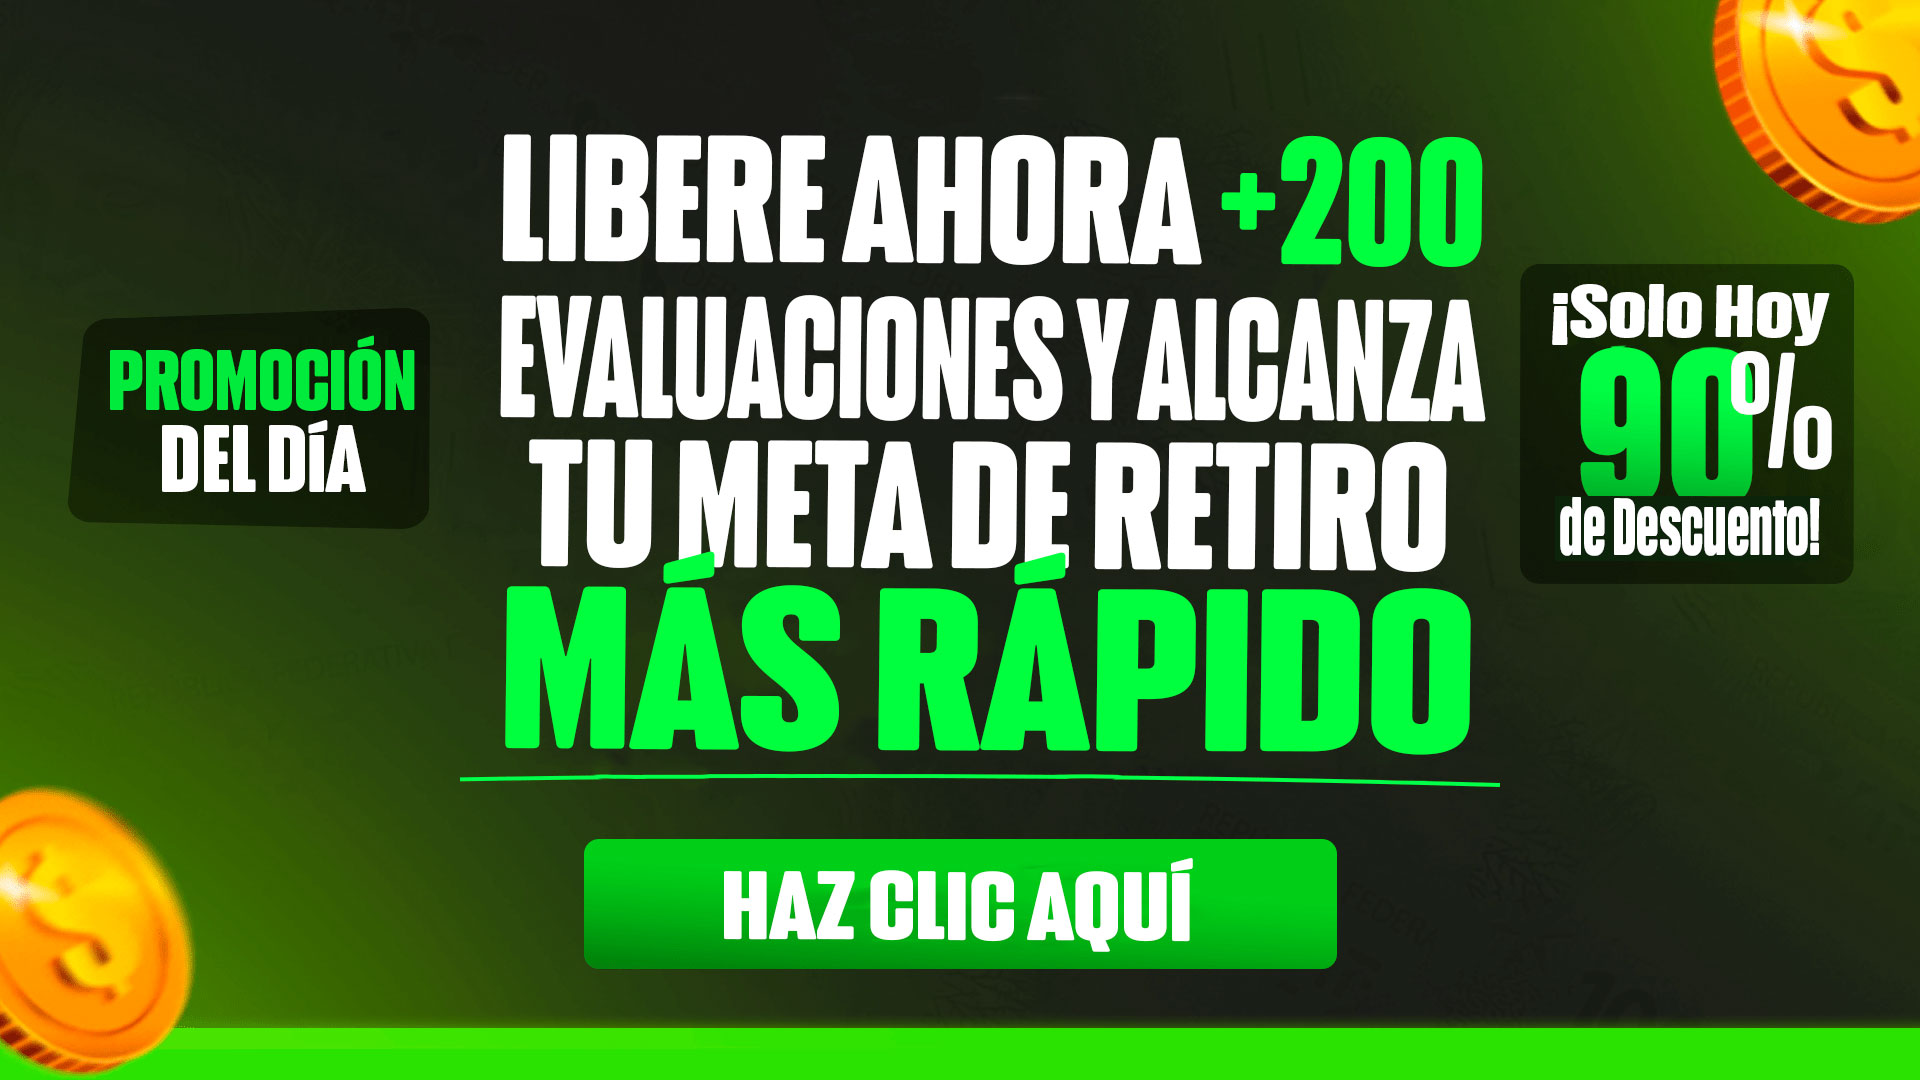 LIBERE AHORA +200
EVALUACIONES Y ALCANZA
TU META DE RETIRO
MÁS RÁPIDO
PROMOCIÓN
DEL DÍA
¡Solo Hoy
90%
de Descuento!
HAZ CLIC AQUÍ